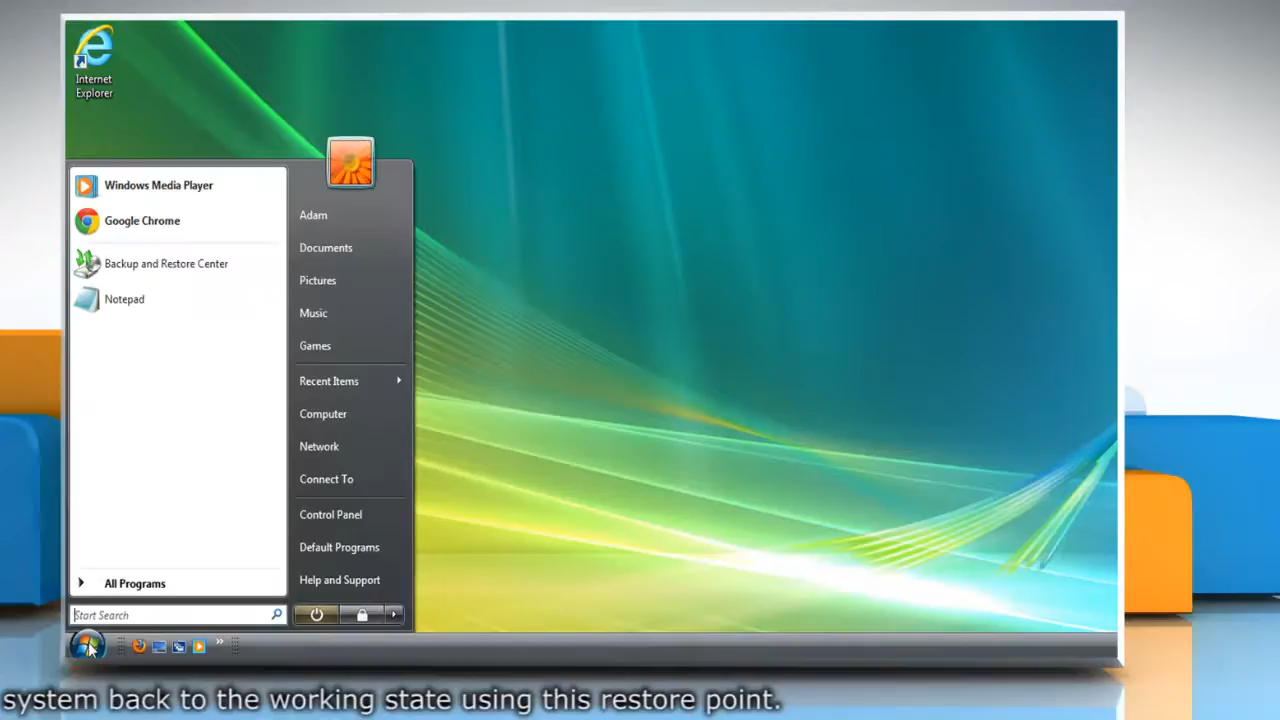 Internet
Explorer
Windows Media Player
Google Chrome
Backup and Restore Center
Notepad
All Programs
Start Search
Adam
Documents
Pictures
Music
Games
Recent Items
Computer
Network
Connect To
Control Panel
Default Programs
Help and Support
system back to the working state using this restore point.